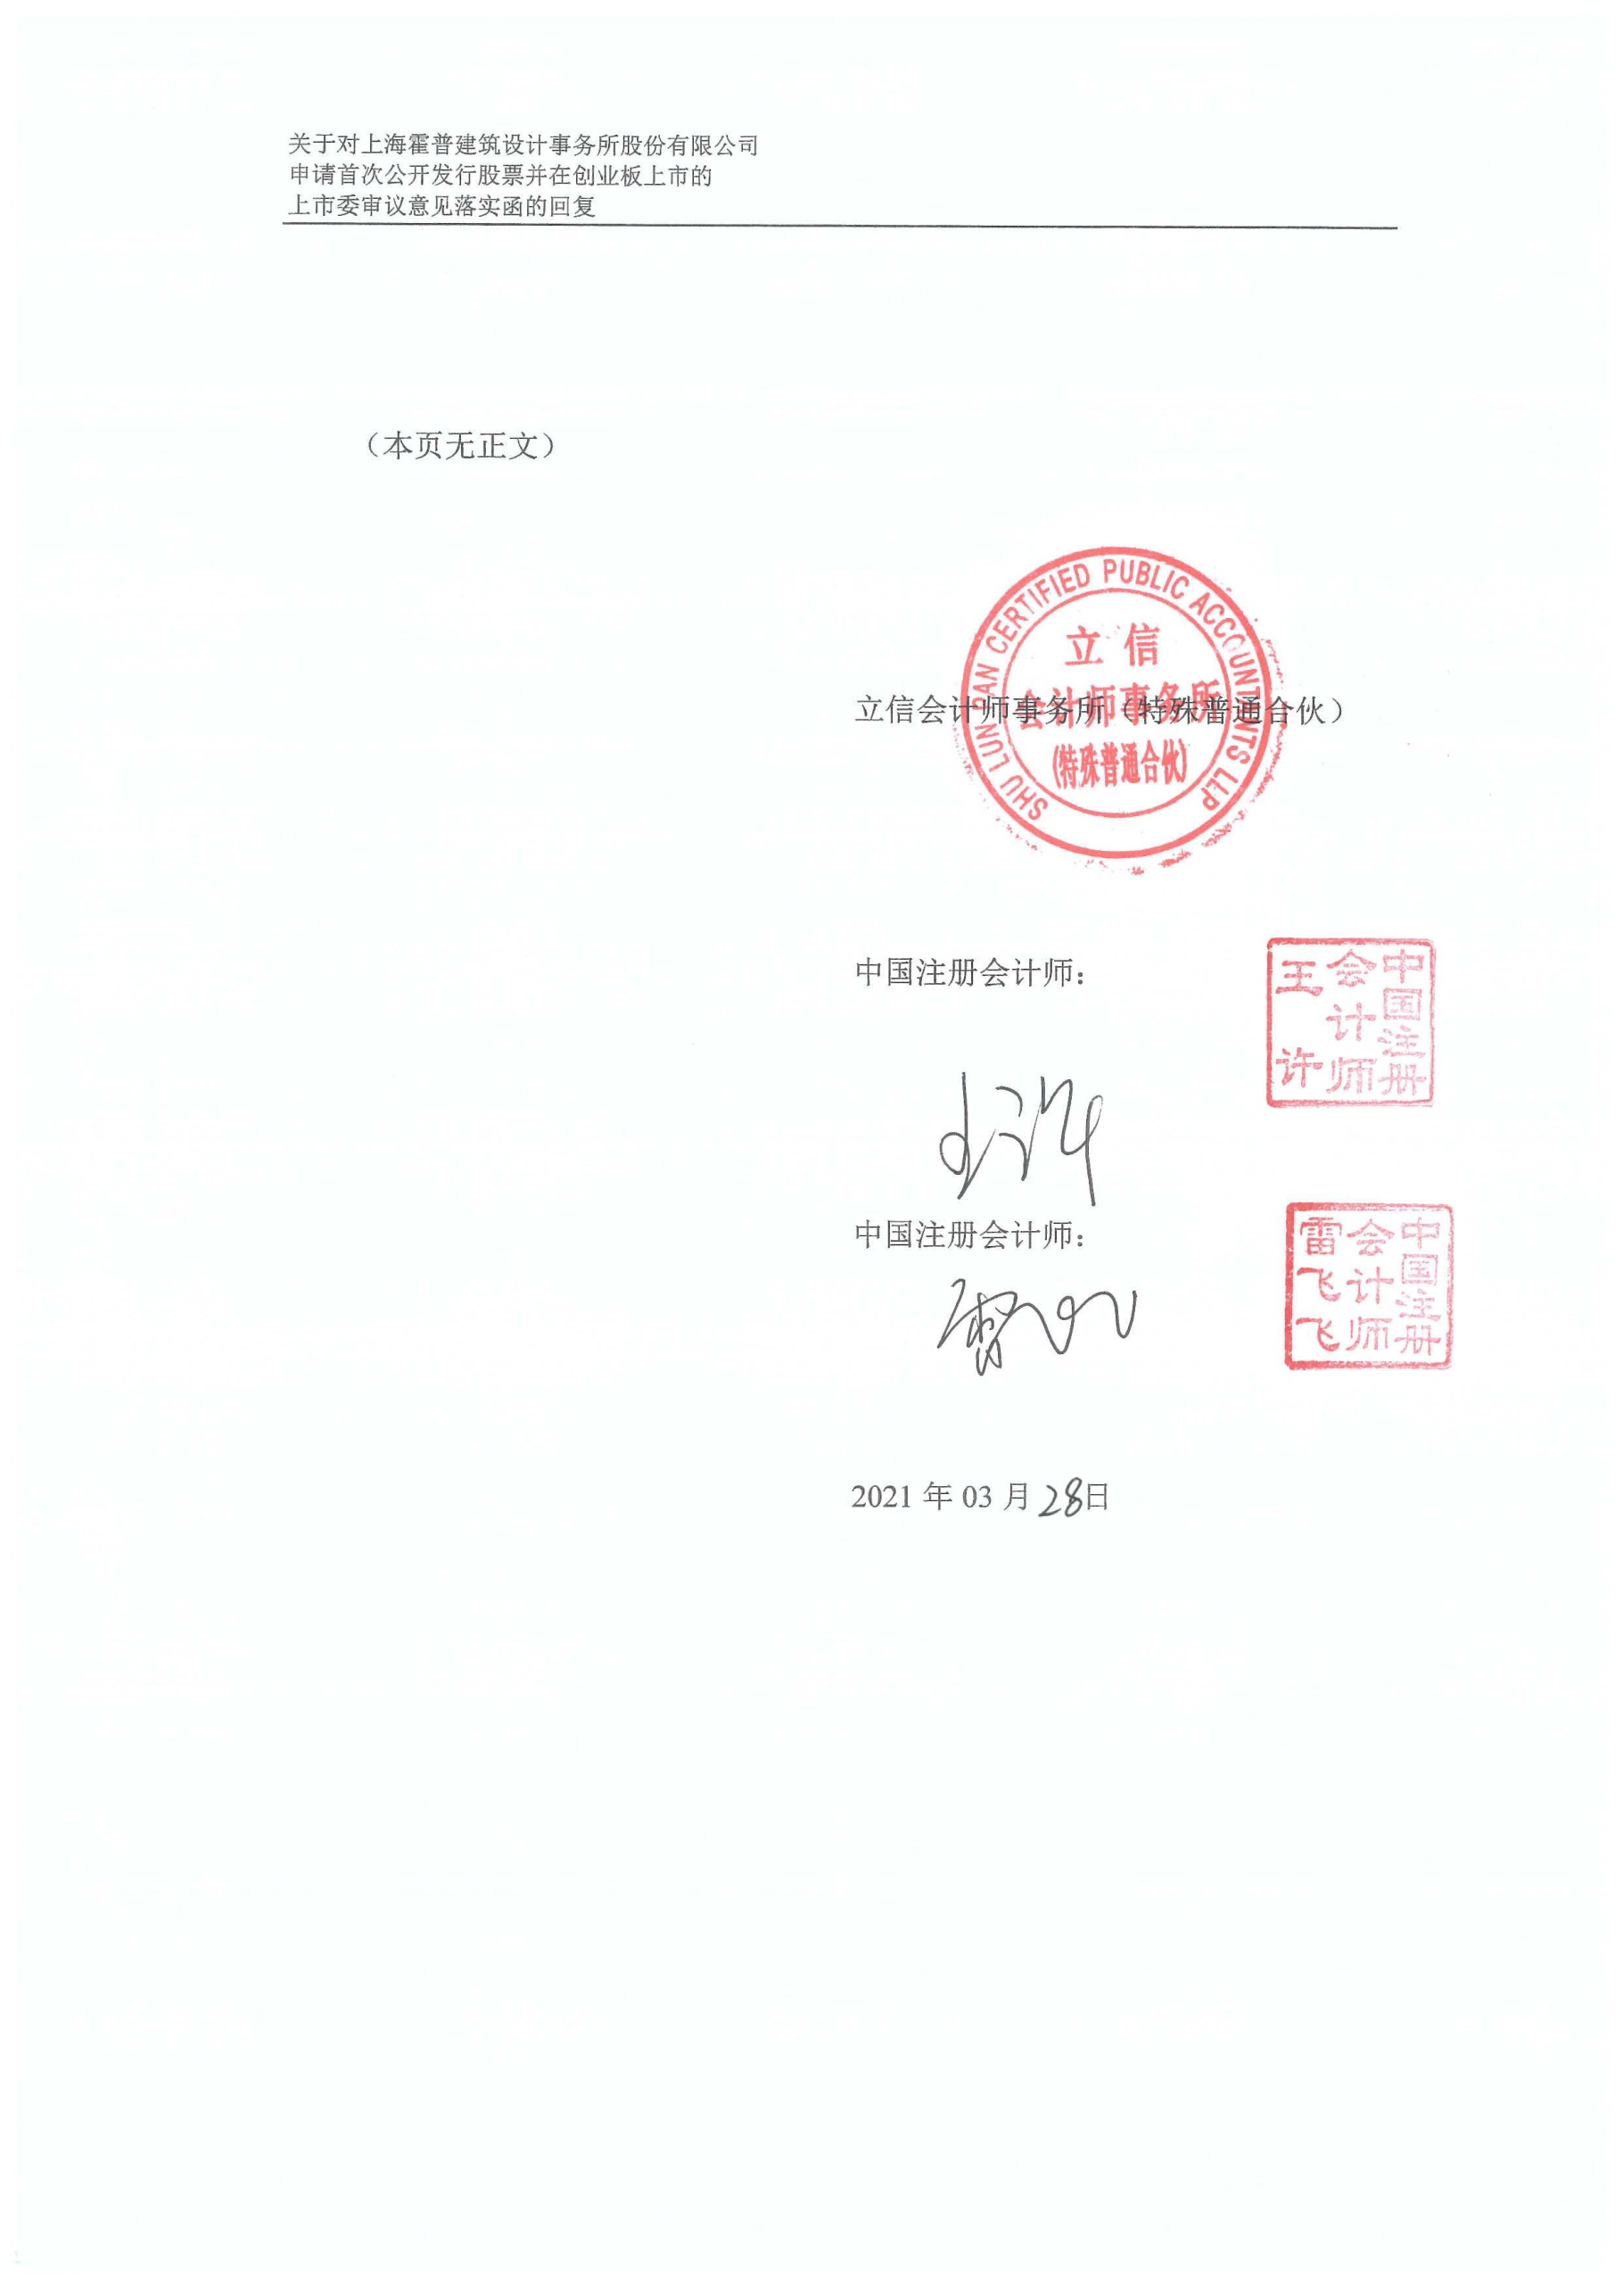 关于对上海霍普建筑设计事务所股份有限公司
申请首次公开发行股票并在创业板上市的
上市委审议意见落实函的回复
（本页无正文）
SHU LUN PAN CERTIFIED PUBLIC ACCOUNTANTS LLP
立信
会计师事务所
(特殊普通合伙)
立信会计师事务所（特殊普通合伙）
中国注册会计师：
中国注册
会计师
王许
王许
中国注册会计师：
中国注册
会计师
雷飞飞
雷飞飞
2021 年 03 月 28日